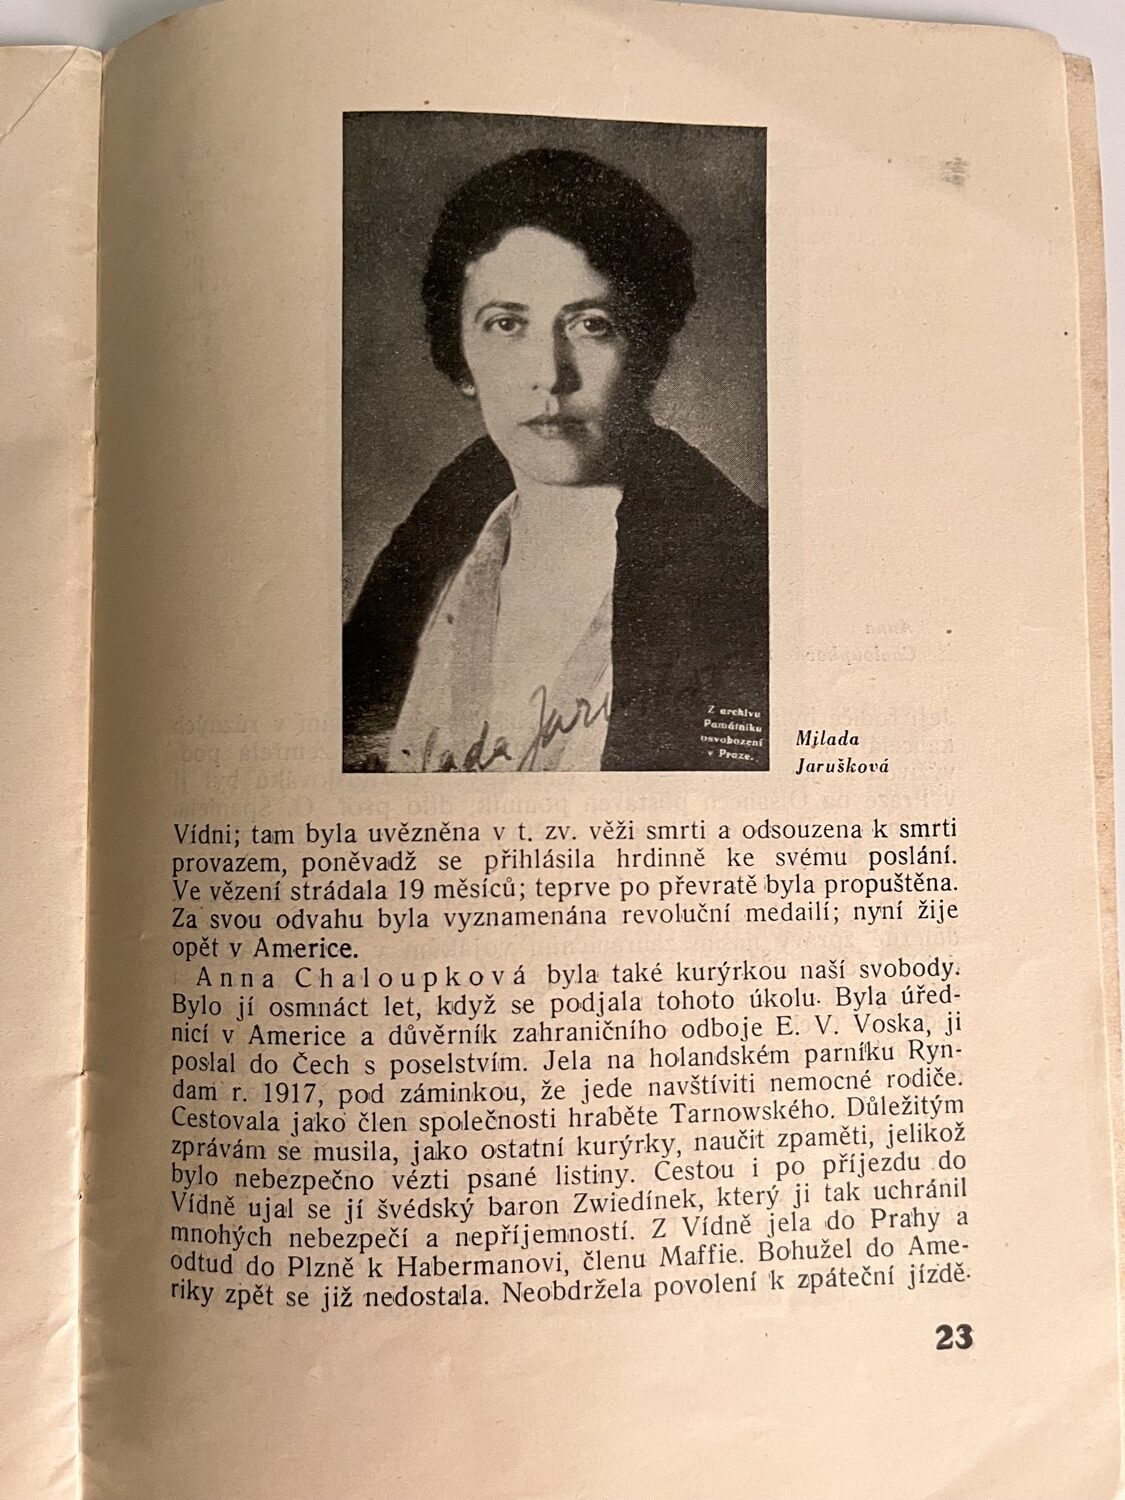 ilada Jaru
Z archivu
Památníku
osvobození
v Praze.
Milada
Jarušková
Vídni; tam byla uvězněna v t. zv. věži smrti a odsouzena k smrti
provazem, poněvadž se přihlásila hrdinně ke svému poslání.
Ve vězení strádala 19 měsíců; teprve po převratě byla propuštěna.
Za svou odvahu byla vyznamenána revoluční medailí; nyní žije
opět v Americe.
Anna Chaloupková byla také kurýrkou naší svobody.
Bylo jí osmnáct let, když se podjala tohoto úkolu. Byla úřed-
nicí v Americe a důvěrník zahraničního odboje E. V. Voska, ji
poslal do Čech s poselstvím. Jela na holandském parníku Ryn-
dam r. 1917, pod záminkou, že jede navštíviti nemocné rodiče.
Cestovala jako člen společnosti hraběte Tarnowského. Důležitým
zprávám se musila, jako ostatní kurýrky, naučit zpaměti, jelikož
bylo nebezpečno vézti psané listiny. Cestou i po příjezdu do
Vídně ujal se jí švédský baron Zwiedínek, který ji tak uchránil
mnohých nebezpečí a nepříjemností. Z Vídně jela do Prahy a
odtud do Plzně k Habermanovi, členu Maffie. Bohužel do Ame-
riky zpět se již nedostala. Neobdržela povolení k zpáteční jízdě.
23